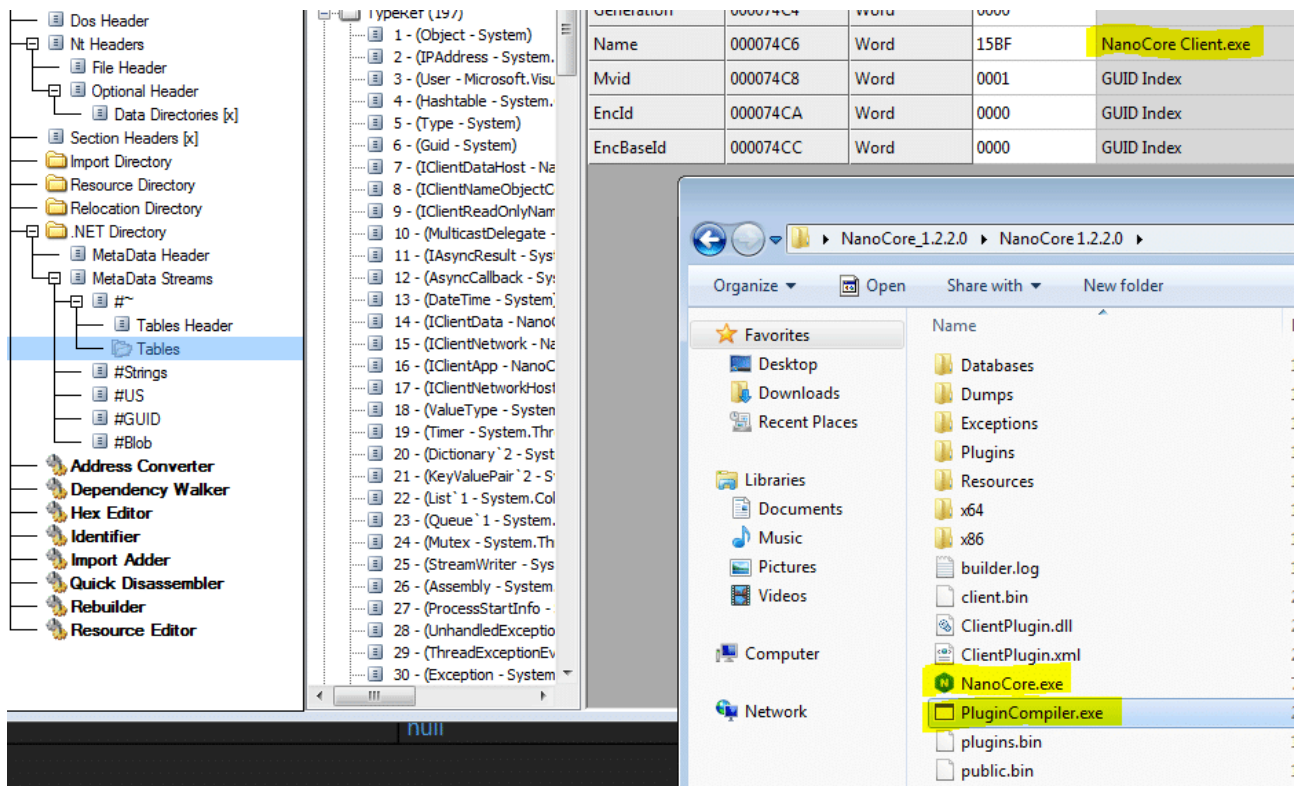 Dos Header
Nt Headers
File Header
Optional Header
Data Directories [x]
Section Headers [x]
Import Directory
Resource Directory
Relocation Directory
.NET Directory
MetaData Header
MetaData Streams
#~
Tables Header
Tables
#Strings
#US
#GUID
#Blob
Address Converter
Dependency Walker
Hex Editor
Identifier
Import Adder
Quick Disassembler
Rebuilder
Resource Editor
TypeRef (197)
1 - (Object - System)
2 - (IPAddress - System.
3 - (User - Microsoft.Visu
4 - (Hashtable - System.
5 - (Type - System)
6 - (Guid - System)
7 - (IClientDataHost - Na
8 - (IClientNameObjectC
9 - (IClientReadOnlyNam
10 - (MulticastDelegate -
11 - (IAsyncResult - Syst
12 - (AsyncCallback - Sys
13 - (DateTime - System)
14 - (IClientData - Nano
15 - (IClientNetwork - Na
16 - (IClientApp - NanoC
17 - (IClientNetworkHost
18 - (ValueType - System
19 - (Timer - System.Thr
20 - (Dictionary`2 - Syst
21 - (KeyValuePair`2 - S
22 - (List`1 - System.Col
23 - (Queue`1 - System.
24 - (Mutex - System.Th
25 - (StreamWriter - Sys
26 - (Assembly - System
27 - (ProcessStartInfo -
28 - (UnhandledExceptio
29 - (ThreadExceptionEv
30 - (Exception - System
Generation 000074C4 Word 0000
Name 000074C6 Word 15BF NanoCore Client.exe
Mvid 000074C8 Word 0001 GUID Index
EncId 000074CA Word 0000 GUID Index
EncBaseId 000074CC Word 0000 GUID Index
NanoCore_1.2.2.0 NanoCore 1.2.2.0
Organize Open Share with New folder
Favorites
Desktop
Downloads
Recent Places
Libraries
Documents
Music
Pictures
Videos
Computer
Network
Name
Databases
Dumps
Exceptions
Plugins
Resources
x64
x86
builder.log
client.bin
ClientPlugin.dll
ClientPlugin.xml
NanoCore.exe
PluginCompiler.exe
plugins.bin
public.bin
null